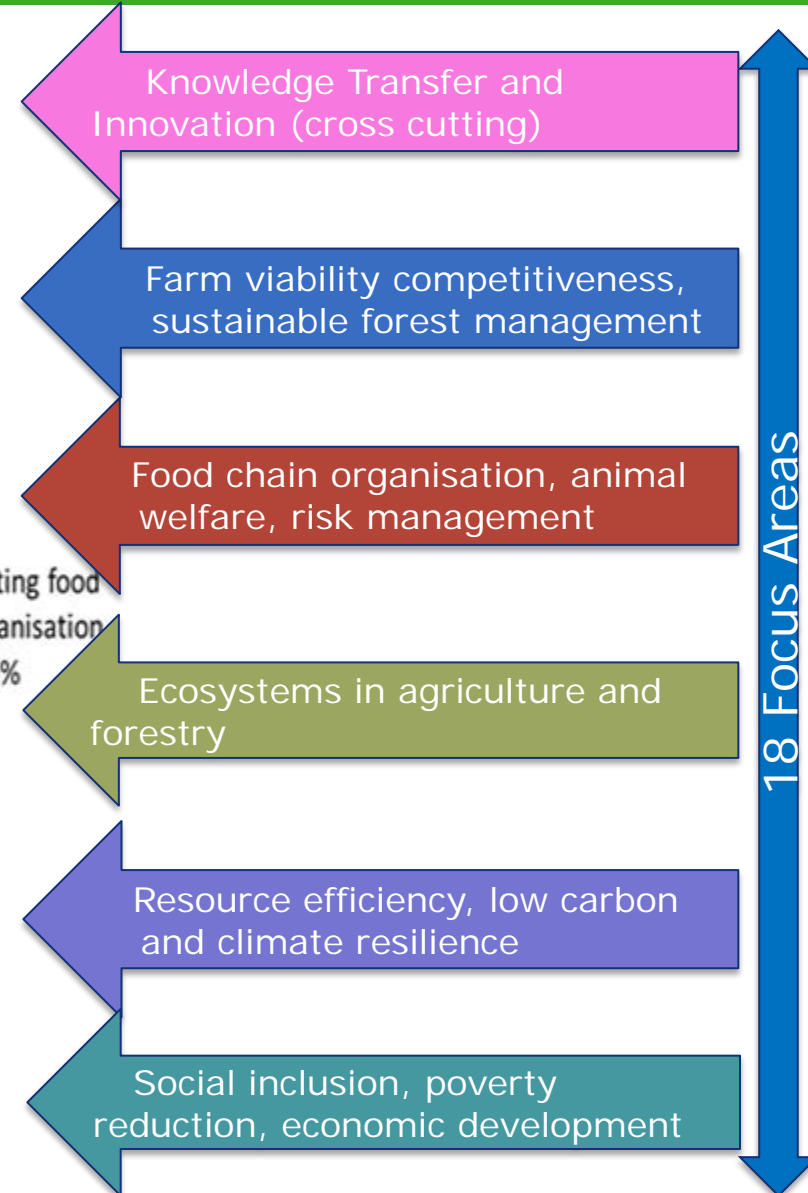 Knowledge Transfer and
Innovation (cross cutting)
Farm viability competitiveness,
sustainable forest management
Food chain organisation, animal
welfare, risk management
food
%
Ecosystems in agriculture and
forestry
Resource efficiency, low carbon
and climate resilience
Social inclusion, poverty
reduction, economic development
18 Focus Areas